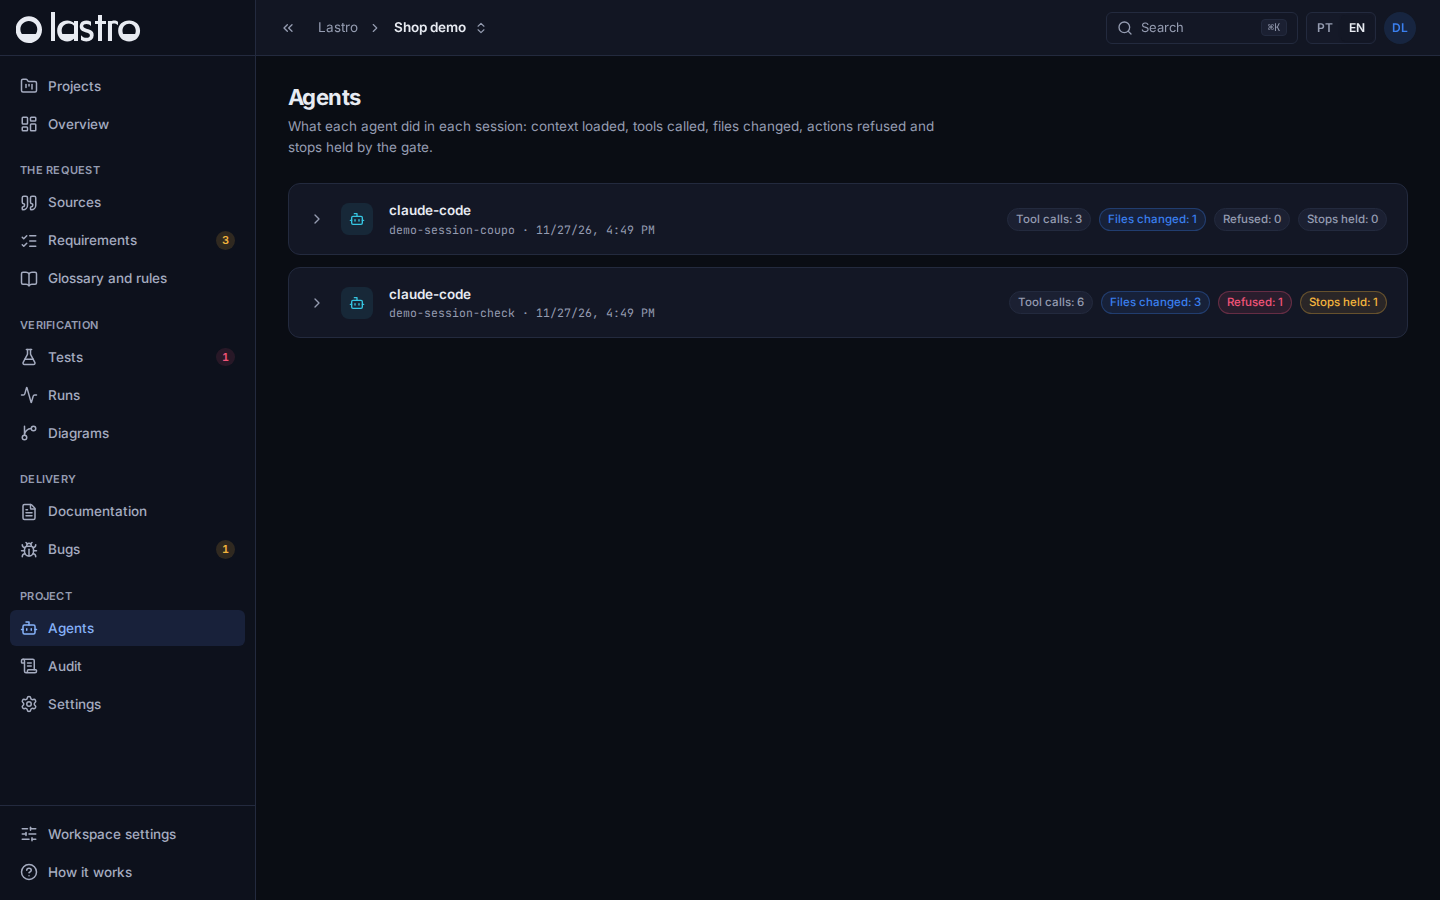 lastro
Lastro
Shop demo
Search
⌘K
PT
EN
DL
Projects
Overview
THE REQUEST
Sources
Requirements
3
Glossary and rules
VERIFICATION
Tests
1
Runs
Diagrams
DELIVERY
Documentation
Bugs
1
PROJECT
Agents
Audit
Settings
Workspace settings
How it works
Agents
What each agent did in each session: context loaded, tools called, files changed, actions refused and
stops held by the gate.
claude-code
demo-session-coupo · 11/27/26, 4:49 PM
Tool calls: 3
Files changed: 1
Refused: 0
Stops held: 0
claude-code
demo-session-check · 11/27/26, 4:49 PM
Tool calls: 6
Files changed: 3
Refused: 1
Stops held: 1